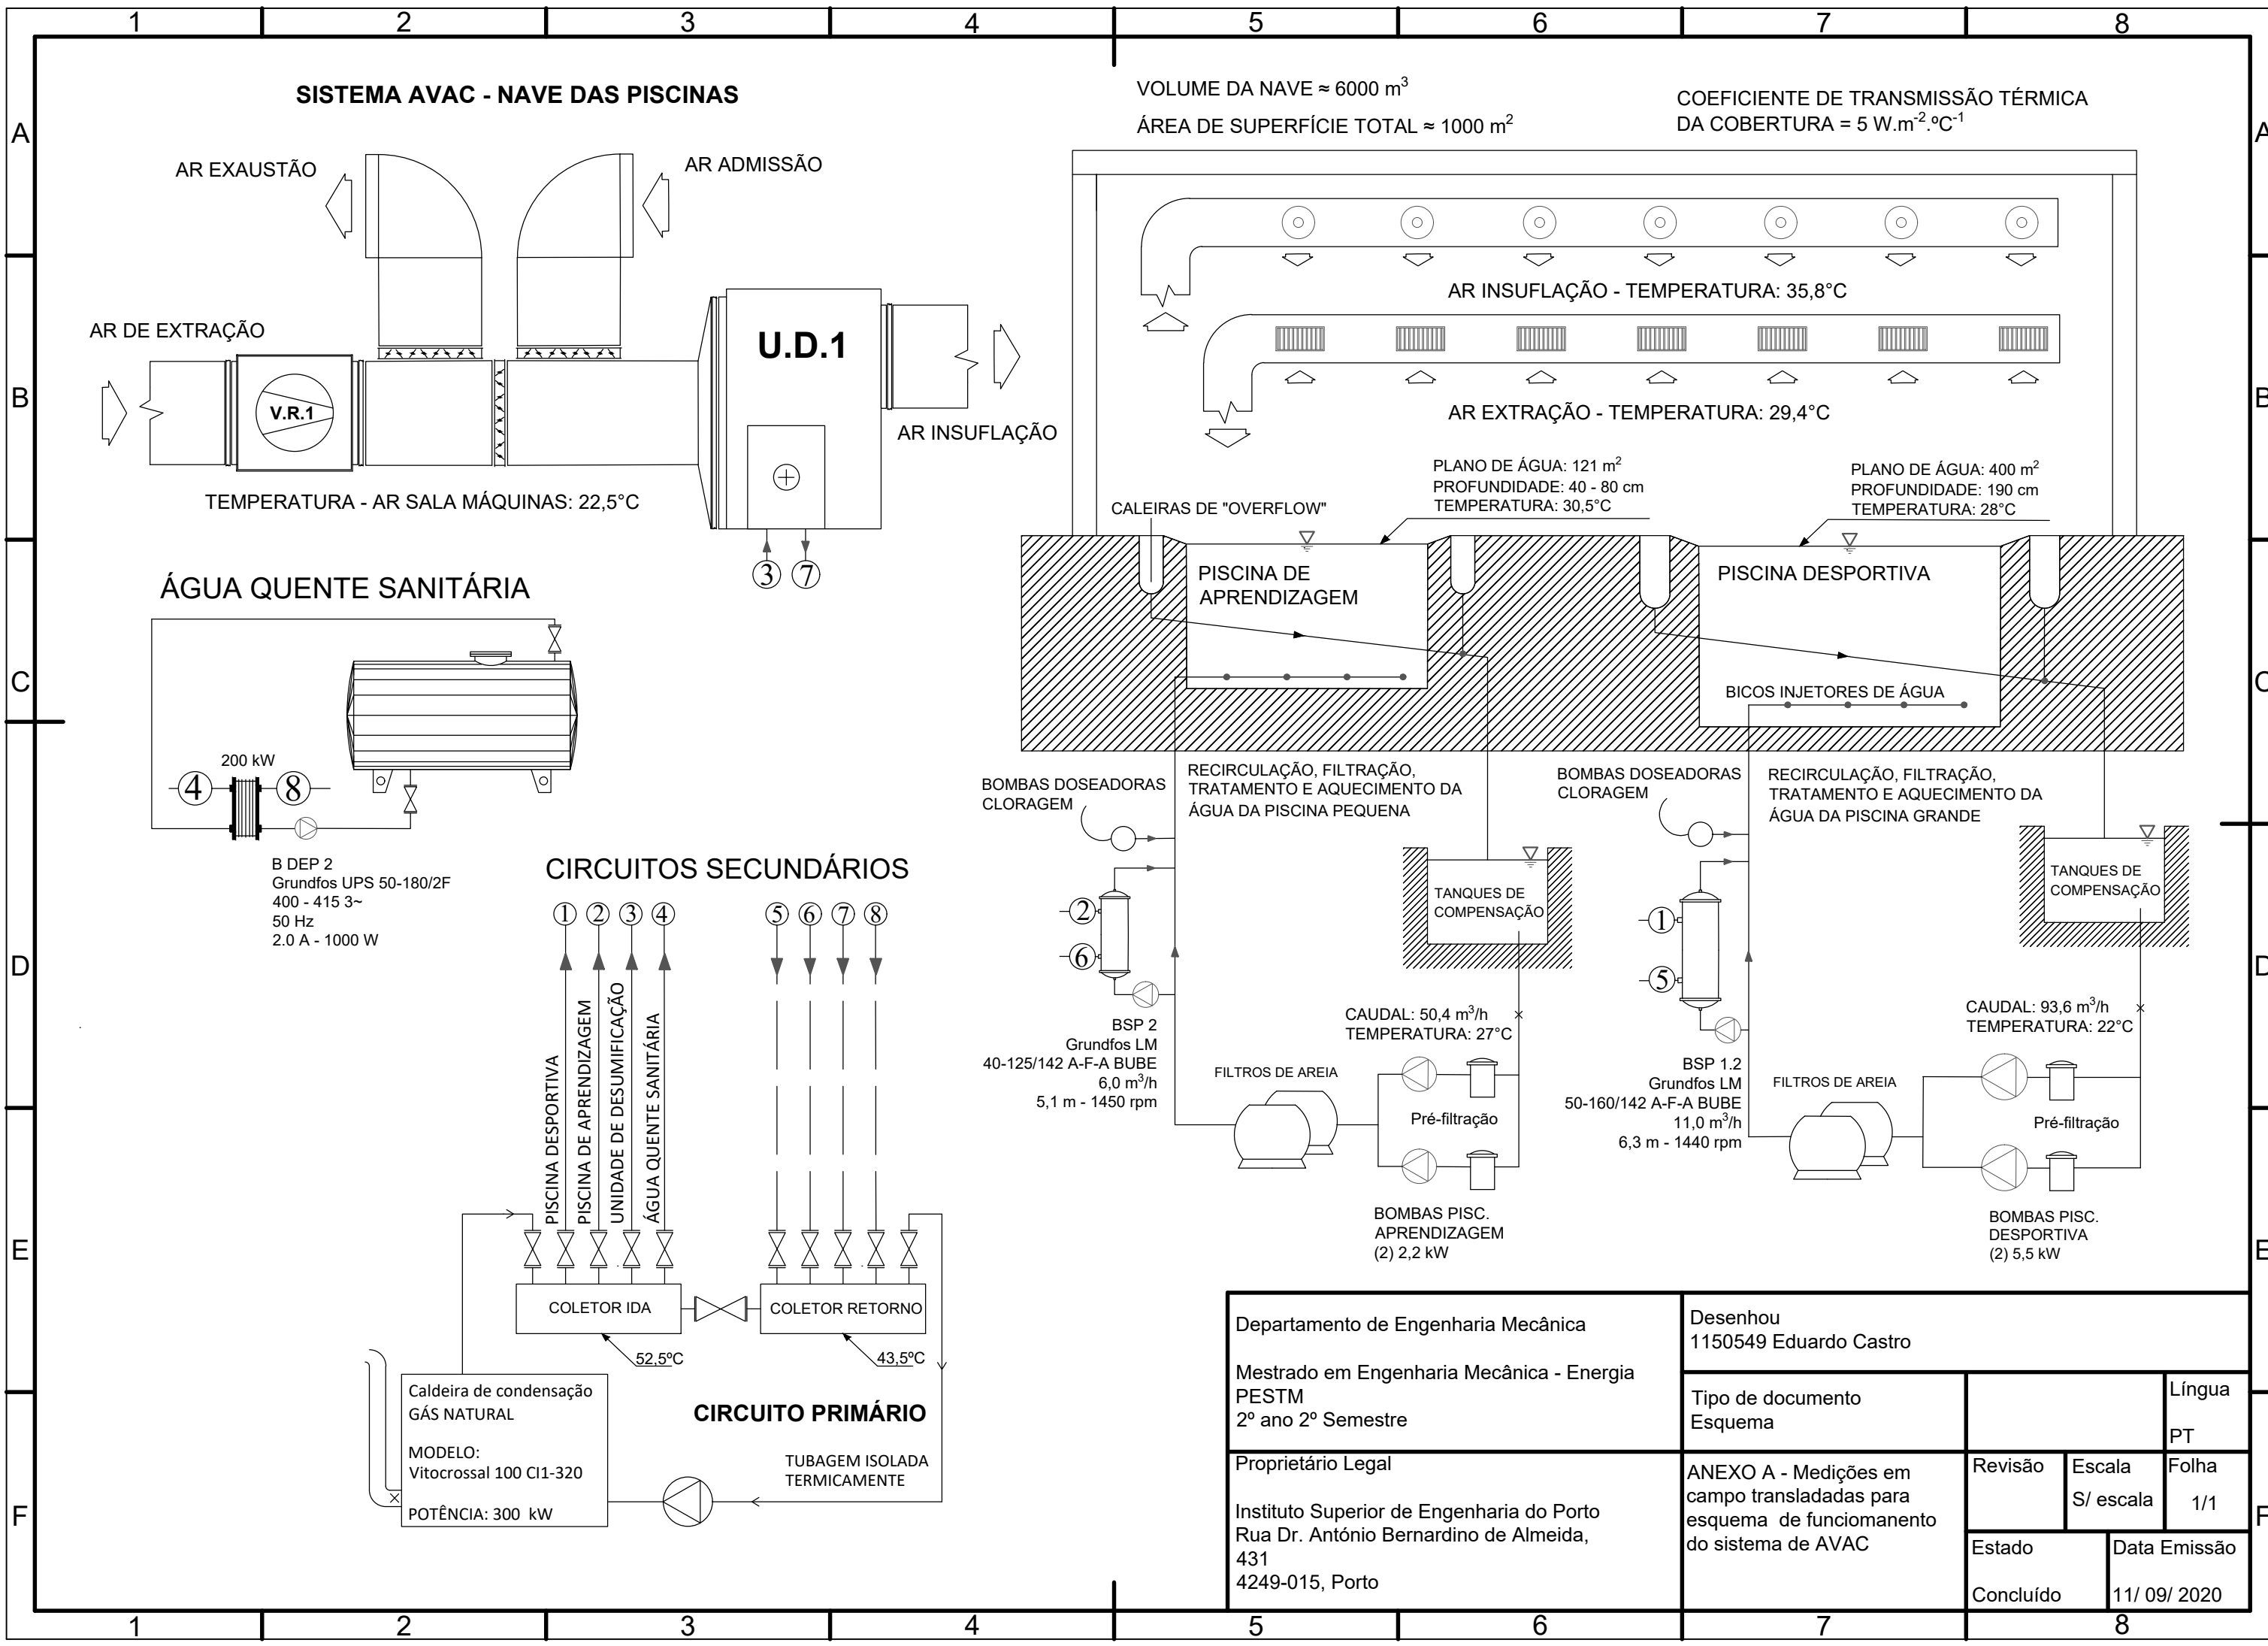 1 2 3 4 5 6 7 8
A
B
C
D
E
F
SISTEMA AVAC - NAVE DAS PISCINAS
AR EXAUSTÃO
AR ADMISSÃO
AR DE EXTRAÇÃO
V.R.1
U.D.1
AR INSUFLAÇÃO
TEMPERATURA - AR SALA MÁQUINAS: 22,5°C
3 7
VOLUME DA NAVE ≈ 6000 m³
ÁREA DE SUPERFÍCIE TOTAL ≈ 1000 m²
COEFICIENTE DE TRANSMISSÃO TÉRMICA
DA COBERTURA = 5 W.m⁻².ºC⁻¹
AR INSUFLAÇÃO - TEMPERATURA: 35,8°C
AR EXTRAÇÃO - TEMPERATURA: 29,4°C
PLANO DE ÁGUA: 121 m²
PROFUNDIDADE: 40 - 80 cm
TEMPERATURA: 30,5°C
PLANO DE ÁGUA: 400 m²
PROFUNDIDADE: 190 cm
TEMPERATURA: 28°C
CALEIRAS DE "OVERFLOW"
PISCINA DE
APRENDIZAGEM
PISCINA DESPORTIVA
BICOS INJETORES DE ÁGUA
ÁGUA QUENTE SANITÁRIA
200 kW
4 8
B DEP 2
Grundfos UPS 50-180/2F
400 - 415 3~
50 Hz
2.0 A - 1000 W
CIRCUITOS SECUNDÁRIOS
1 2 3 4 5 6 7 8
PISCINA DESPORTIVA
PISCINA DE APRENDIZAGEM
UNIDADE DE DESUMIFICAÇÃO
ÁGUA QUENTE SANITÁRIA
COLETOR IDA
COLETOR RETORNO
52,5ºC
43,5ºC
Caldeira de condensação
GÁS NATURAL
MODELO:
Vitocrossal 100 CI1-320
POTÊNCIA: 300 kW
CIRCUITO PRIMÁRIO
TUBAGEM ISOLADA
TERMICAMENTE
BOMBAS DOSEADORAS
CLORAGEM
RECIRCULAÇÃO, FILTRAÇÃO,
TRATAMENTO E AQUECIMENTO DA
ÁGUA DA PISCINA PEQUENA
2
6
TANQUES DE
COMPENSAÇÃO
BSP 2
Grundfos LM
40-125/142 A-F-A BUBE
6,0 m³/h
5,1 m - 1450 rpm
CAUDAL: 50,4 m³/h
TEMPERATURA: 27°C
FILTROS DE AREIA
Pré-filtração
BOMBAS PISC.
APRENDIZAGEM
(2) 2,2 kW
BOMBAS DOSEADORAS
CLORAGEM
RECIRCULAÇÃO, FILTRAÇÃO,
TRATAMENTO E AQUECIMENTO DA
ÁGUA DA PISCINA GRANDE
1
5
TANQUES DE
COMPENSAÇÃO
BSP 1.2
Grundfos LM
50-160/142 A-F-A BUBE
11,0 m³/h
6,3 m - 1440 rpm
CAUDAL: 93,6 m³/h
TEMPERATURA: 22°C
FILTROS DE AREIA
Pré-filtração
BOMBAS PISC.
DESPORTIVA
(2) 5,5 kW
Departamento de Engenharia Mecânica
Mestrado em Engenharia Mecânica - Energia
PESTM
2º ano 2º Semestre
Proprietário Legal
Instituto Superior de Engenharia do Porto
Rua Dr. António Bernardino de Almeida,
431
4249-015, Porto
Desenhou
1150549 Eduardo Castro
Tipo de documento
Esquema
Língua
PT
ANEXO A - Medições em
campo transladadas para
esquema de funciomanento
do sistema de AVAC
Revisão
Escala
S/ escala
Folha
1/1
Estado
Concluído
Data Emissão
11/ 09/ 2020
A
B
C
D
E
F
1 2 3 4 5 6 7 8